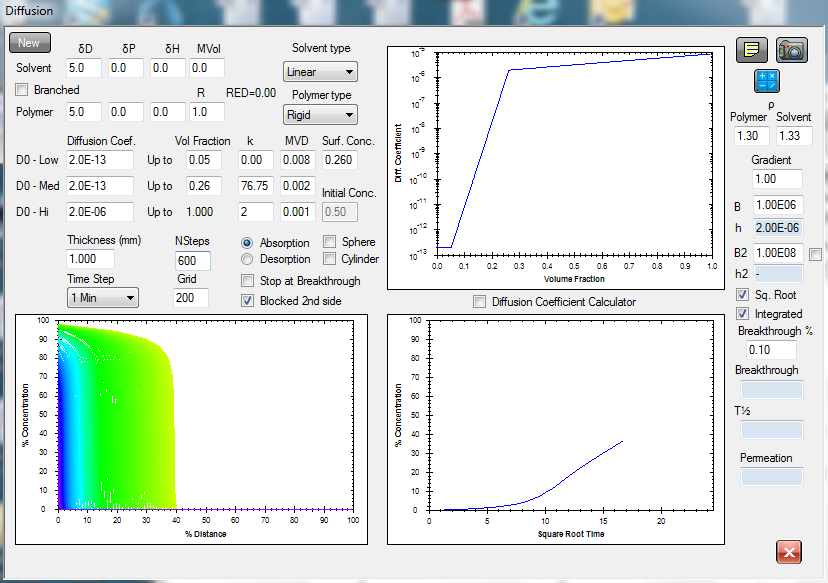 Diffusion
New
δD δP δH MVol
Solvent 5.0 0.0 0.0 0.0
Branched
R RED=0.00
Polymer 5.0 0.0 0.0 1.0
Solvent type
Linear
Polymer type
Rigid
Diffusion Coef. Vol Fraction k MVD Surf. Conc.
D0 - Low 2.0E-13 Up to 0.05 0.00 0.008 0.260
D0 - Med 2.0E-13 Up to 0.26 76.75 0.002
Initial Conc.
D0 - Hi 2.0E-06 Up to 1.000 2 0.001 0.50
Thickness (mm) NSteps
1.000 600
Time Step Grid
1 Min 200
Absorption Sphere
Desorption Cylinder
Stop at Breakthrough
Blocked 2nd side
Diff. Coefficient
10-5
10-6
10-7
10-8
10-9
10-10
10-11
10-12
10-13
0.0 0.1 0.2 0.3 0.4 0.5 0.6 0.7 0.8 0.9 1.0
Volume Fraction
Diffusion Coefficient Calculator
ρ
Polymer Solvent
1.30 1.33
Gradient
1.00
B 1.00E06
h 2.00E-06
B2 1.00E08
h2 -
Sq. Root
Integrated
Breakthrough %
0.10
Breakthrough
T½
Permeation
% Concentration
100
90
80
70
60
50
40
30
20
10
0
0 10 20 30 40 50 60 70 80 90 100
% Distance
% Concentration
100
90
80
70
60
50
40
30
20
10
0
0 5 10 15 20
Square Root Time